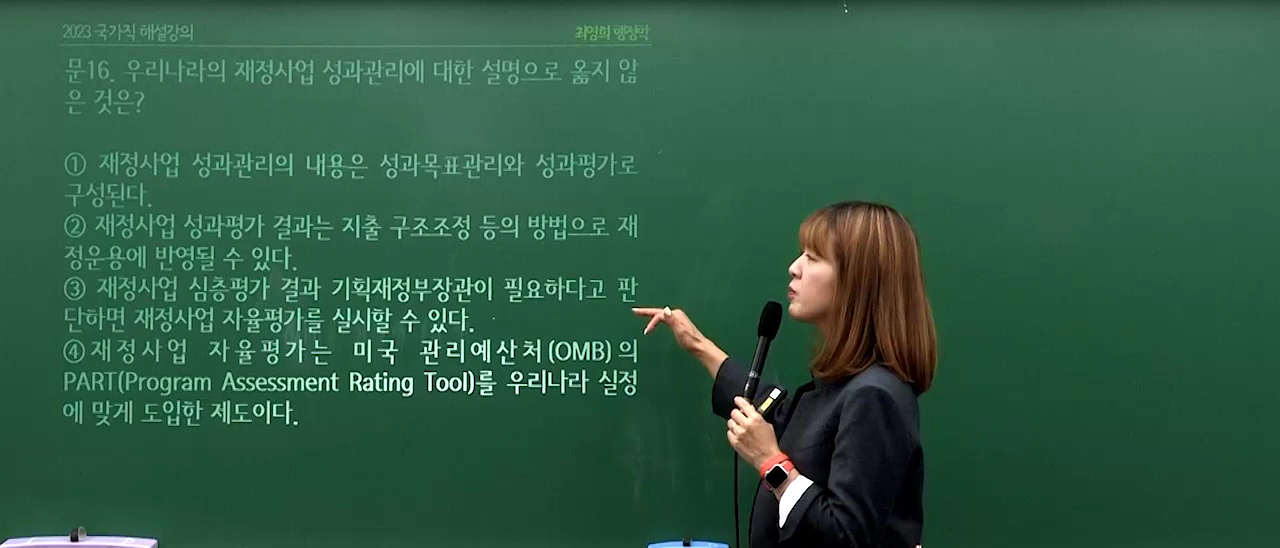 2023 국가직 해설강의
최영희 행정학
문16. 우리나라의 재정사업 성과관리에 대한 설명으로 옳지 않
은 것은?
① 재정사업 성과관리의 내용은 성과목표관리와 성과평가로
구성된다.
② 재정사업 성과평가 결과는 지출 구조조정 등의 방법으로 재
정운용에 반영될 수 있다.
③ 재정사업 심층평가 결과 기획재정부장관이 필요하다고 판
단하면 재정사업 자율평가를 실시할 수 있다.
④재정사업 자율평가는 미국 관리예산처(OMB)의
PART(Program Assessment Rating Tool)를 우리나라 실정
에 맞게 도입한 제도이다.